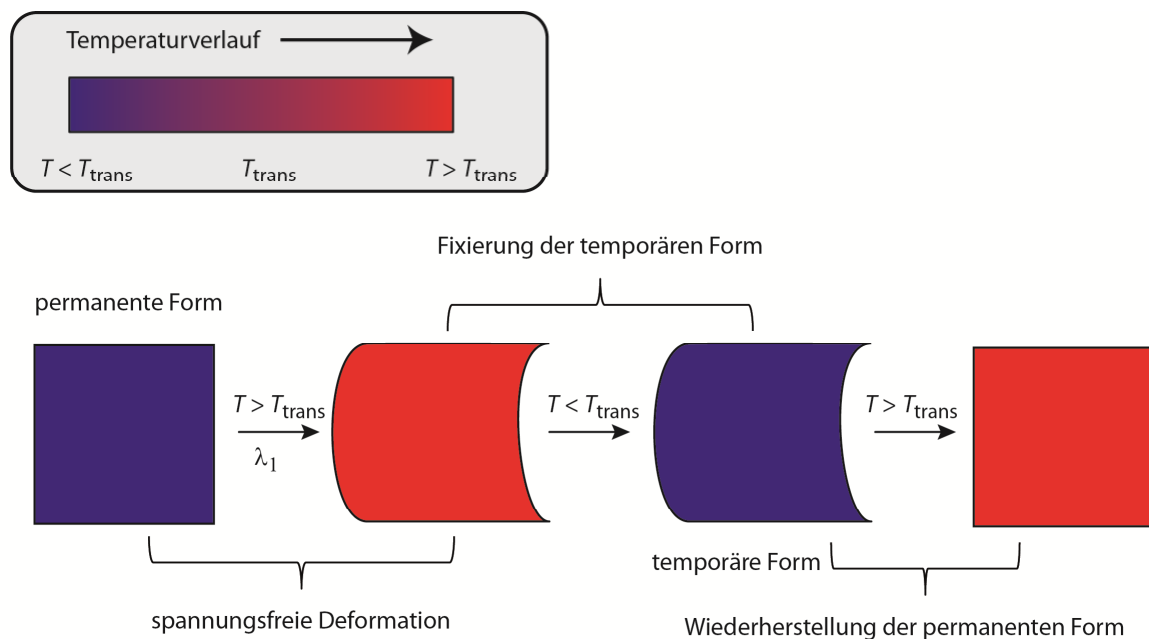 Temperaturverlauf
T < Ttrans Ttrans T > Ttrans
Fixierung der temporären Form
permanente Form
T > Ttrans T < Ttrans T > Ttrans
λ1
temporäre Form
spannungsfreie Deformation
Wiederherstellung der permanenten Form